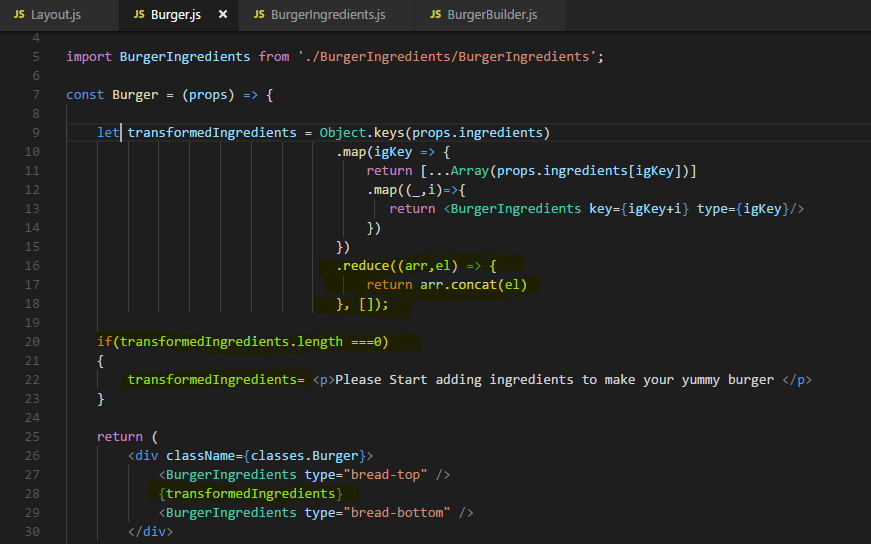 JS Layout.js JS Burger.js × JS BurgerIngredients.js JS BurgerBuilder.js
4
5 import BurgerIngredients from './BurgerIngredients/BurgerIngredients';
6
7 const Burger = (props) => {
8
9 let transformedIngredients = Object.keys(props.ingredients)
10 .map(igKey => {
11 return [...Array(props.ingredients[igKey])]
12 .map((_,i)=>{
13 return <BurgerIngredients key={igKey+i} type={igKey}/>
14 })
15 })
16 .reduce((arr,el) => {
17 return arr.concat(el)
18 }, []);
19
20 if(transformedIngredients.length ===0)
21 {
22 transformedIngredients= <p>Please Start adding ingredients to make your yummy burger </p>
23 }
24
25 return (
26 <div className={classes.Burger}>
27 <BurgerIngredients type="bread-top" />
28 {transformedIngredients}
29 <BurgerIngredients type="bread-bottom" />
30 </div>